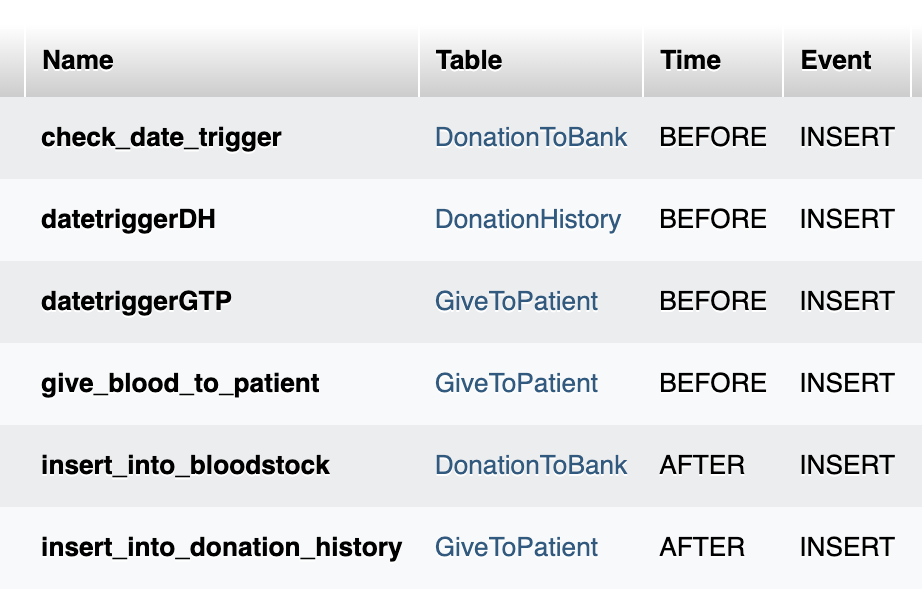 Name Table Time Event
check_date_trigger DonationToBank BEFORE INSERT
datetriggerDH DonationHistory BEFORE INSERT
datetriggerGTP GiveToPatient BEFORE INSERT
give_blood_to_patient GiveToPatient BEFORE INSERT
insert_into_bloodstock DonationToBank AFTER INSERT
insert_into_donation_history GiveToPatient AFTER INSERT